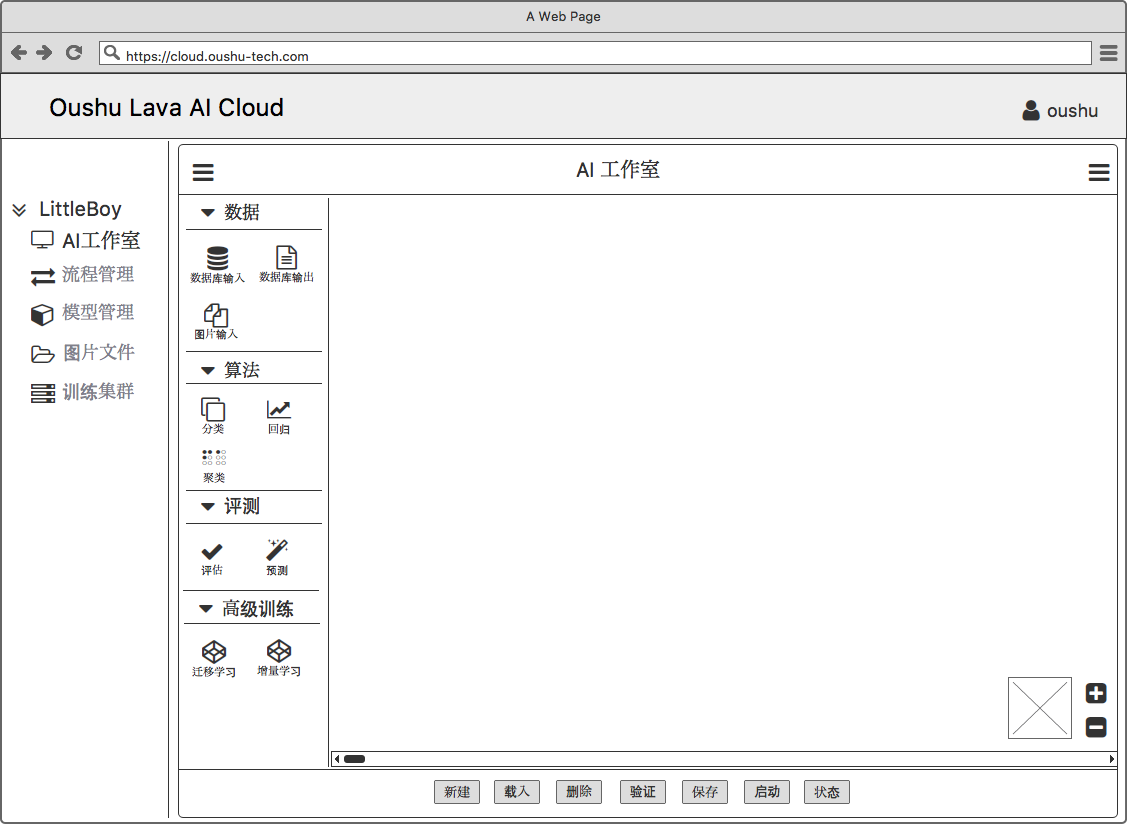 A Web Page
https://cloud.oushu-tech.com
Oushu Lava AI Cloud
oushu
LittleBoy
AI工作室
流程管理
模型管理
图片文件
训练集群
AI 工作室
数据
数据库输入 数据库输出
图片输入
算法
分类 回归
聚类
评测
评估 预测
高级训练
迁移学习 增量学习
新建 载入 删除 验证 保存 启动 状态